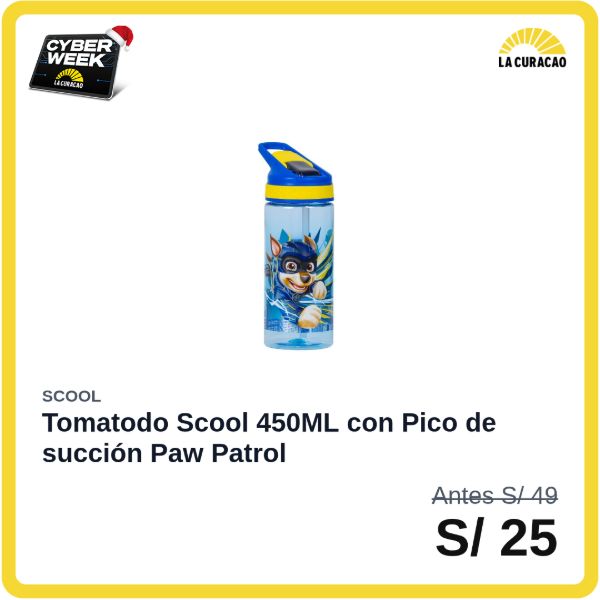 CYBER
WEEK
LA CURACAO
LA CURACAO
SCOOL
Tomatodo Scool 450ML con Pico de
succión Paw Patrol
Antes S/ 49
S/ 25